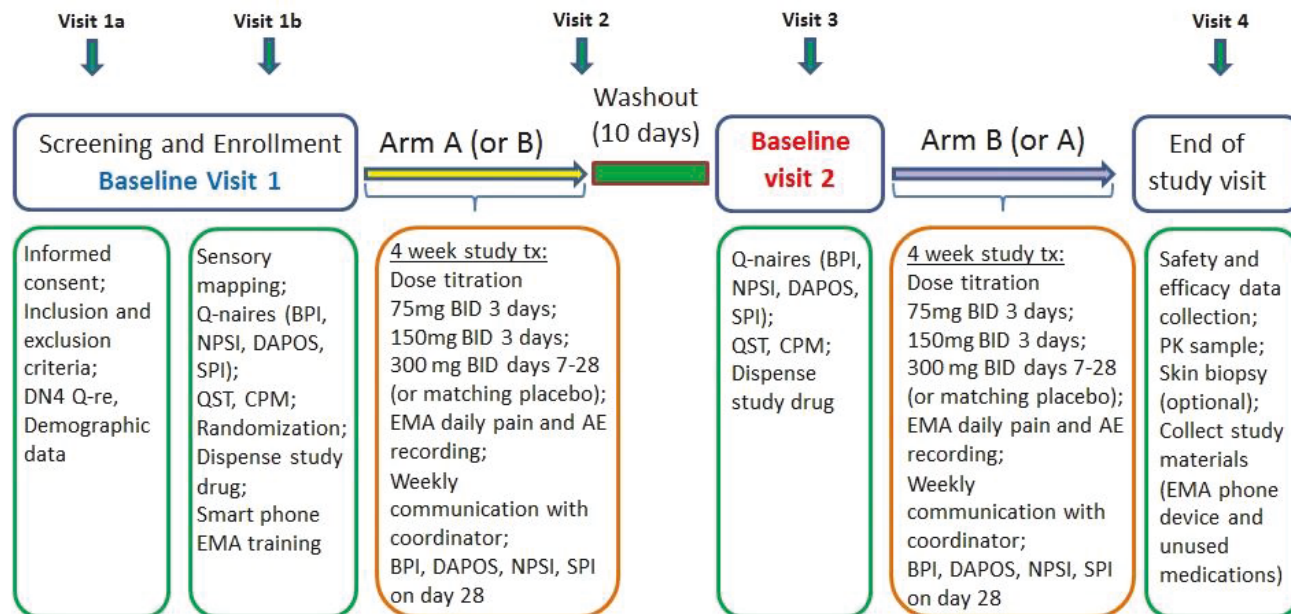 Visit 1a
Visit 1b
Visit 2
Visit 3
Visit 4
Screening and Enrollment
Baseline Visit 1
Arm A (or B)
Washout
(10 days)
Baseline
visit 2
Arm B (or A)
End of
study visit
Informed
consent;
Inclusion and
exclusion
criteria;
DN4 Q-re,
Demographic
data
Sensory
mapping;
Q-naires (BPI,
NPSI, DAPOS,
SPI);
QST, CPM;
Randomization;
Dispense study
drug;
Smart phone
EMA training
4 week study tx:
Dose titration
75mg BID 3 days;
150mg BID 3 days;
300 mg BID days 7-28
(or matching placebo);
EMA daily pain and AE
recording;
Weekly
communication with
coordinator;
BPI, DAPOS, NPSI, SPI
on day 28
Q-naires (BPI,
NPSI, DAPOS,
SPI);
QST, CPM;
Dispense
study drug
4 week study tx:
Dose titration
75mg BID 3 days;
150mg BID 3 days;
300 mg BID days 7-28
(or matching placebo);
EMA daily pain and AE
recording;
Weekly
communication with
coordinator;
BPI, DAPOS, NPSI, SPI
on day 28
Safety and
efficacy data
collection;
PK sample;
Skin biopsy
(optional);
Collect study
materials
(EMA phone
device and
unused
medications)